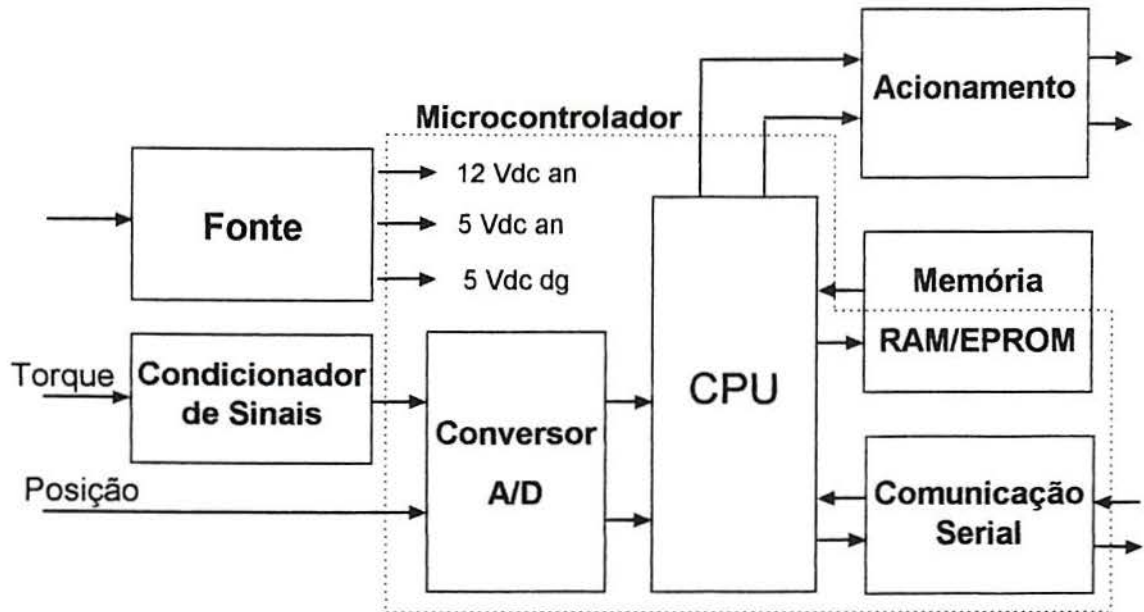 Acionamento
Microcontrolador
Fonte
12 Vdc an
5 Vdc an
5 Vdc dg
Memória
RAM/EPROM
Torque
Condicionador
de Sinais
CPU
Conversor
A/D
Posição
Comunicação
Serial